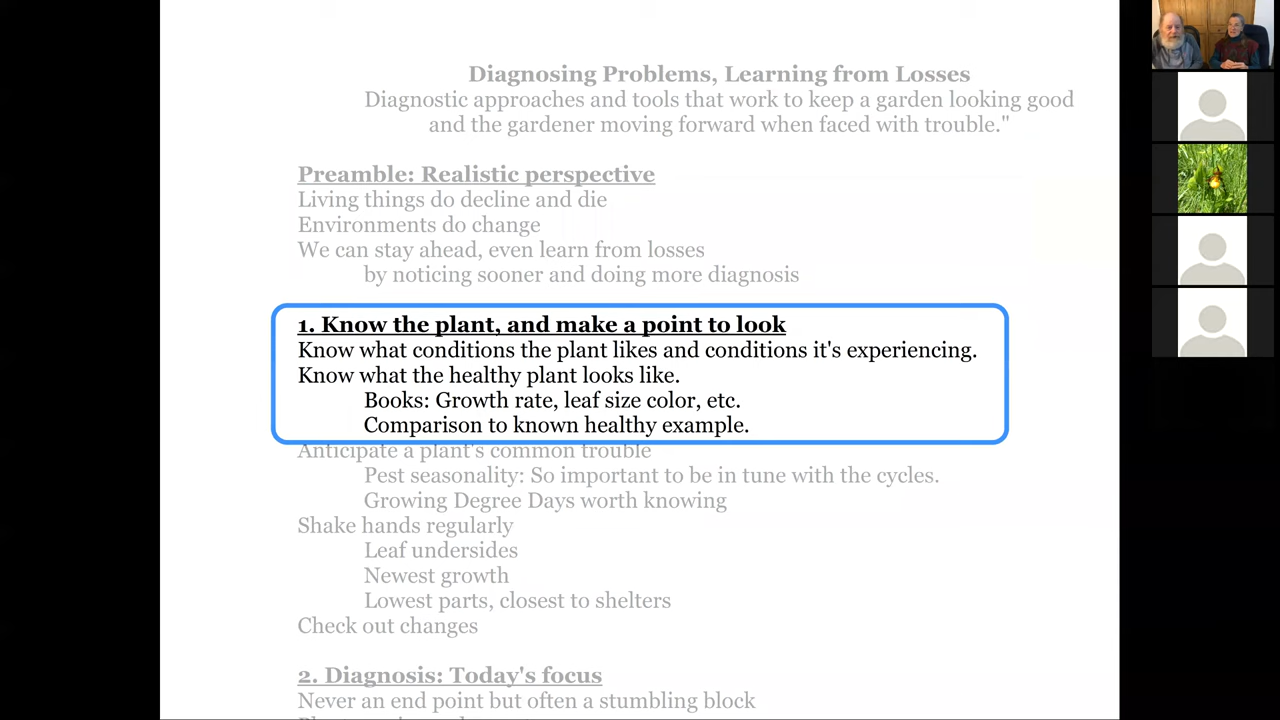 Diagnosing Problems, Learning from Losses
Diagnostic approaches and tools that work to keep a garden looking good
and the gardener moving forward when faced with trouble."
Preamble: Realistic perspective
Living things do decline and die
Environments do change
We can stay ahead, even learn from losses
by noticing sooner and doing more diagnosis
1. Know the plant, and make a point to look
Know what conditions the plant likes and conditions it's experiencing.
Know what the healthy plant looks like.
Books: Growth rate, leaf size color, etc.
Comparison to known healthy example.
Anticipate a plant's common trouble
Pest seasonality: So important to be in tune with the cycles.
Growing Degree Days worth knowing
Shake hands regularly
Leaf undersides
Newest growth
Lowest parts, closest to shelters
Check out changes
2. Diagnosis: Today's focus
Never an end point but often a stumbling block